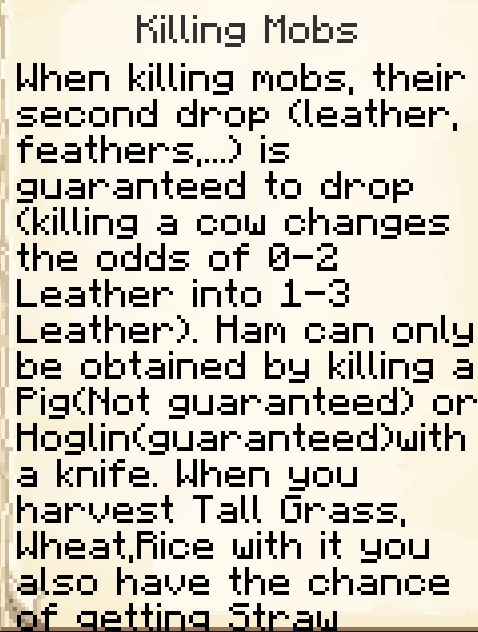 Killing Mobs
When killing mobs, their
second drop (leather,
feathers,...) is
guaranteed to drop
(killing a cow changes
the odds of 0-2
Leather into 1-3
Leather). Ham can only
be obtained by killing a
Pig(Not guaranteed) or
Hoglin(guaranteed)with
a knife. When you
harvest Tall Grass,
Wheat,Rice with it you
also have the chance
of getting Straw